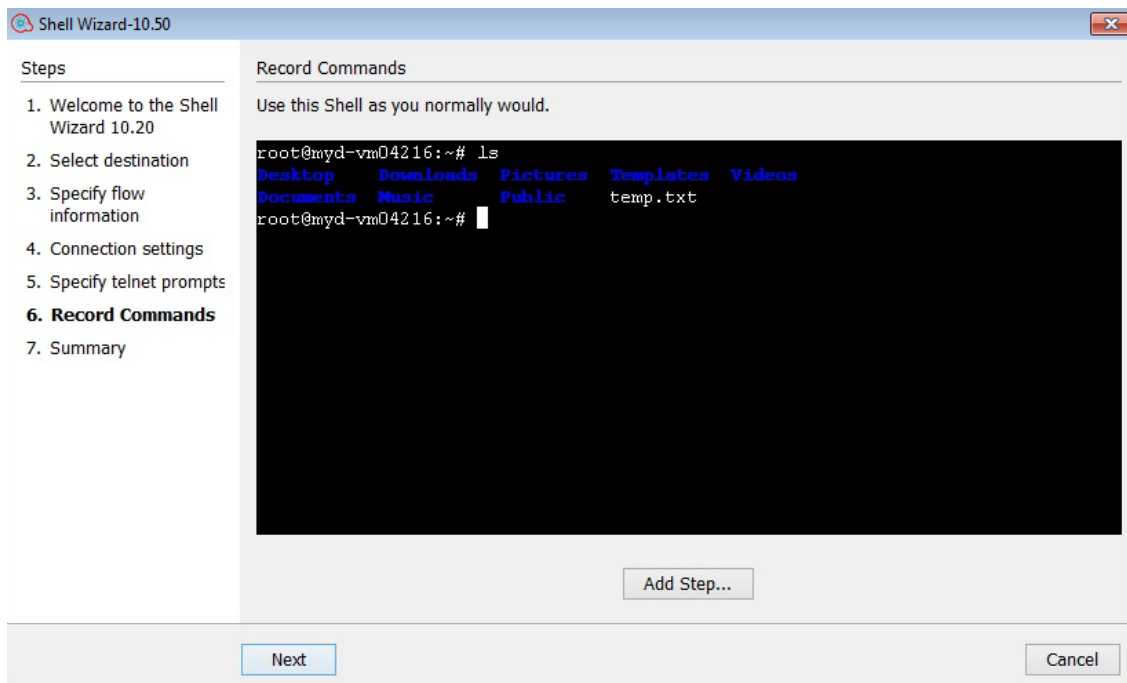 Shell Wizard-10.50
Steps
1. Welcome to the Shell
Wizard 10.20
2. Select destination
3. Specify flow
information
4. Connection settings
5. Specify telnet prompts
6. Record Commands
7. Summary
Record Commands
Use this Shell as you normally would.
root@myd-vm04216:~# ls
Desktop Downloads Pictures Templates Videos
Documents Music Public temp.txt
root@myd-vm04216:~#
Add Step...
Next
Cancel